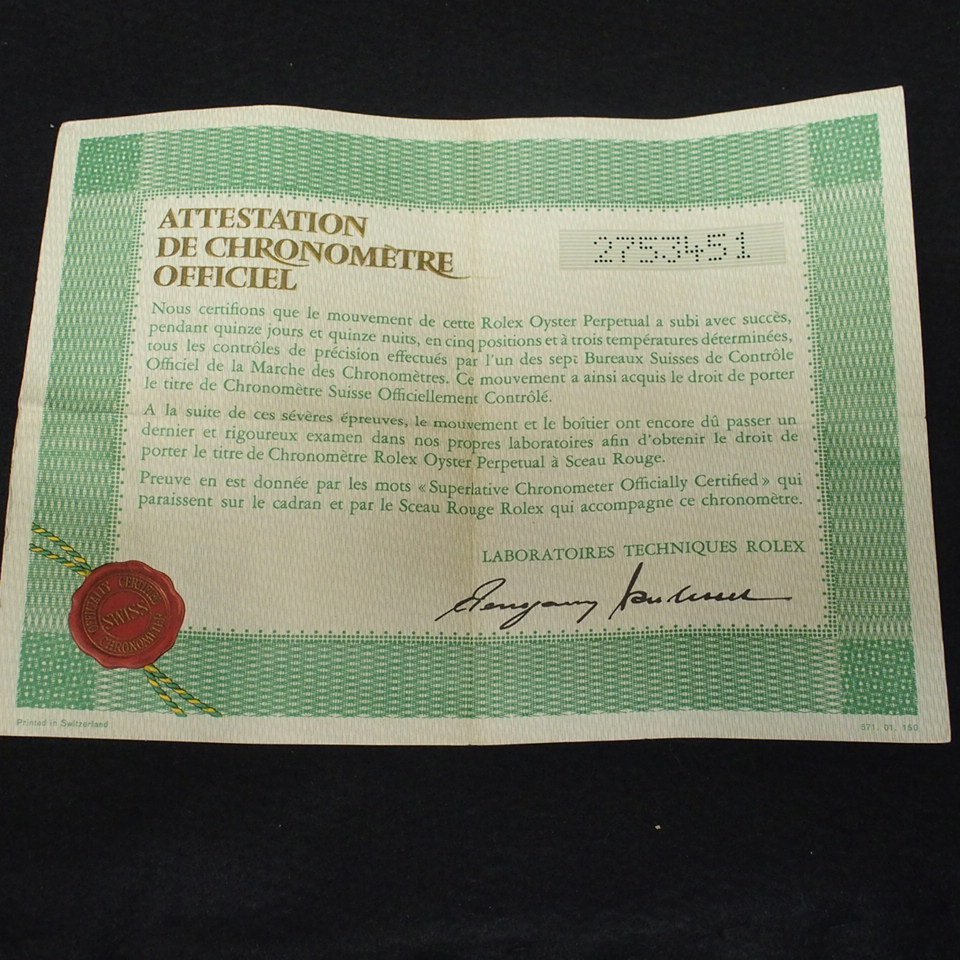 ATTESTATION
DE CHRONOMÈTRE
OFFICIEL
2753451
Nous certifions que le mouvement de cette Rolex Oyster Perpetual a subi avec succès,
pendant quinze jours et quinze nuits, en cinq positions et à trois températures déterminées,
tous les contrôles de précision effectués par l'un des sept Bureaux Suisses de Contrôle
Officiel de la Marche des Chronomètres. Ce mouvement a ainsi acquis le droit de porter
le titre de Chronomètre Suisse Officiellement Contrôlé.
A la suite de ces sévères épreuves, le mouvement et le boîtier ont encore dû passer un
dernier et rigoureux examen dans nos propres laboratoires afin d'obtenir le droit de
porter le titre de Chronomètre Rolex Oyster Perpetual à Sceau Rouge.
Preuve en est donnée par les mots «Superlative Chronometer Officially Certified» qui
paraissent sur le cadran et par le Sceau Rouge Rolex qui accompagne ce chronomètre.
LABORATOIRES TECHNIQUES ROLEX
OFFICIALLY CERTIFIED
SWISS
CHRONOMETER
Printed in Switzerland
571. 01. 150